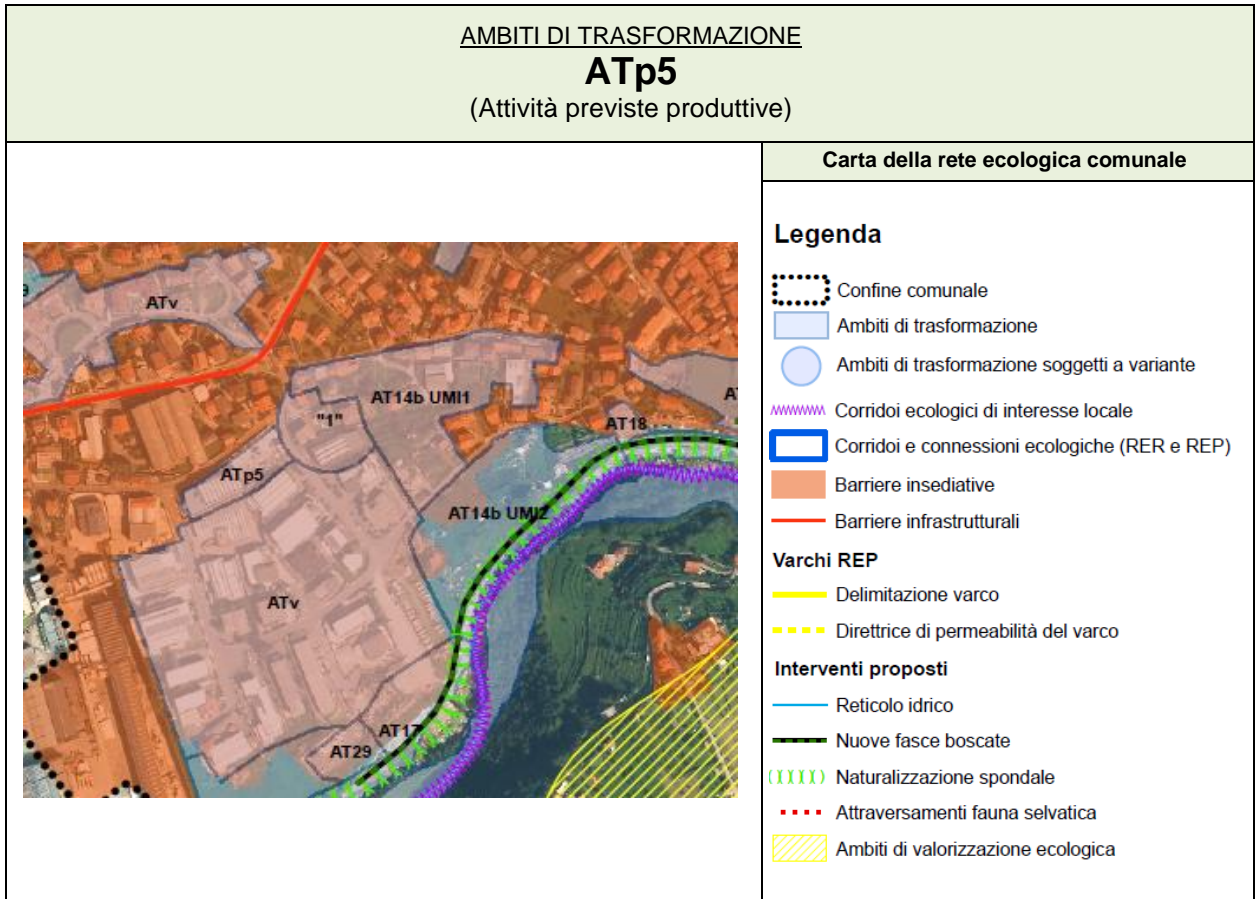 AMBITI DI TRASFORMAZIONE
ATp5
(Attività previste produttive)
Carta della rete ecologica comunale
Legenda
Confine comunale
Ambiti di trasformazione
Ambiti di trasformazione soggetti a variante
Corridoi ecologici di interesse locale
Corridoi e connessioni ecologiche (RER e REP)
Barriere insediative
Barriere infrastrutturali
Varchi REP
Delimitazione varco
Direttrice di permeabilità del varco
Interventi proposti
Reticolo idrico
Nuove fasce boscate
Naturalizzazione spondale
Attraversamenti fauna selvatica
Ambiti di valorizzazione ecologica
ATv
AT14b UMI1
"1"
AT18
ATp5
AT14b UMI2
ATv
AT17
AT29